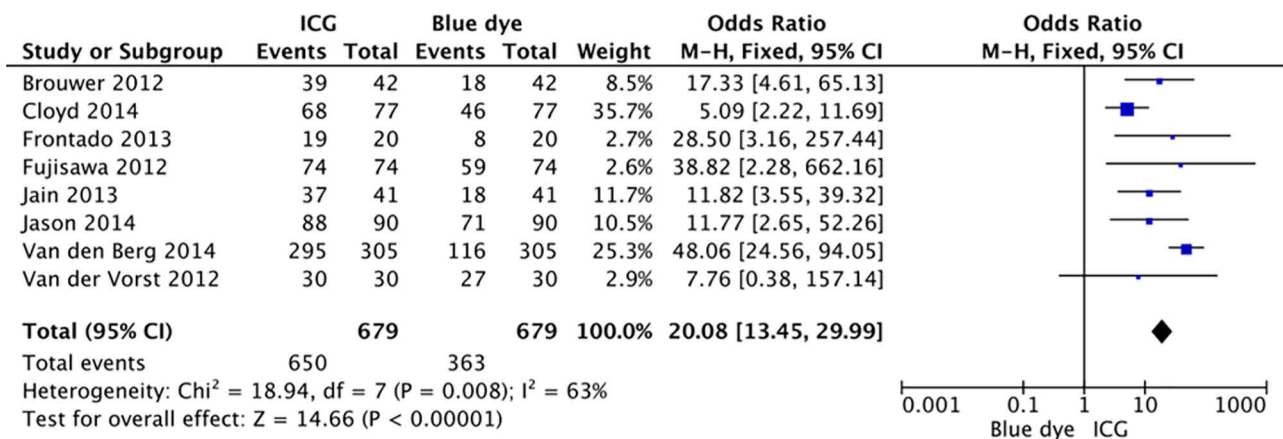 ICG Blue dye Odds Ratio Odds Ratio
Study or Subgroup Events Total Events Total Weight M-H, Fixed, 95% CI M-H, Fixed, 95% CI
Brouwer 2012 39 42 18 42 8.5% 17.33 [4.61, 65.13]
Cloyd 2014 68 77 46 77 35.7% 5.09 [2.22, 11.69]
Frontado 2013 19 20 8 20 2.7% 28.50 [3.16, 257.44]
Fujisawa 2012 74 74 59 74 2.6% 38.82 [2.28, 662.16]
Jain 2013 37 41 18 41 11.7% 11.82 [3.55, 39.32]
Jason 2014 88 90 71 90 10.5% 11.77 [2.65, 52.26]
Van den Berg 2014 295 305 116 305 25.3% 48.06 [24.56, 94.05]
Van der Vorst 2012 30 30 27 30 2.9% 7.76 [0.38, 157.14]
Total (95% CI) 679 679 100.0% 20.08 [13.45, 29.99]
Total events 650 363
Heterogeneity: Chi² = 18.94, df = 7 (P = 0.008); I² = 63%
Test for overall effect: Z = 14.66 (P < 0.00001)
0.001 0.1 1 10 1000
Blue dye ICG